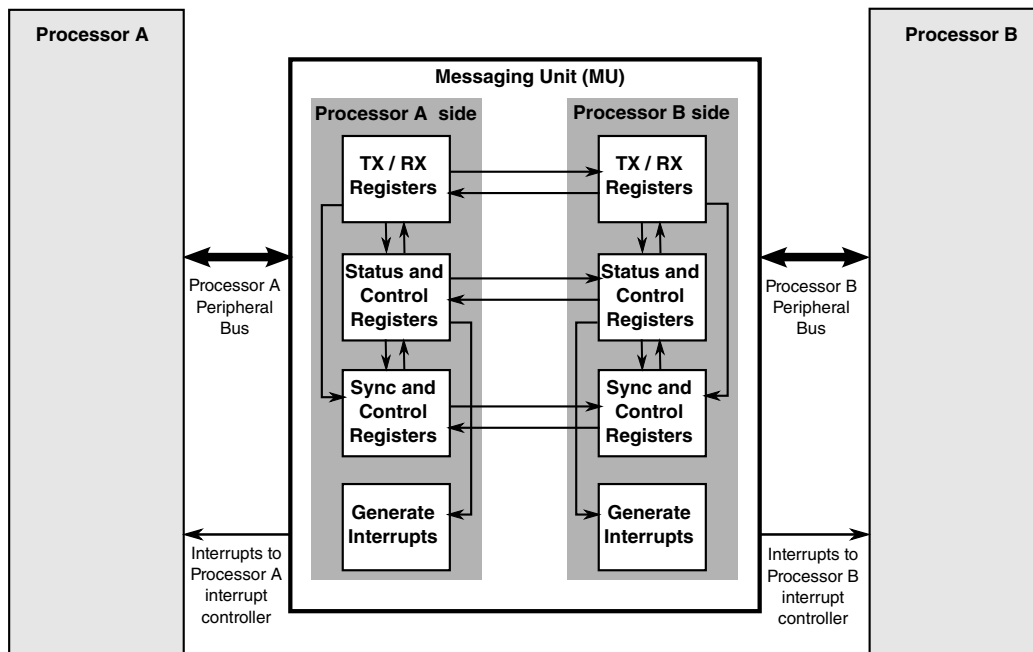 Processor A
Processor B
Messaging Unit (MU)
Processor A side
TX / RX
Registers
Status and
Control
Registers
Sync and
Control
Registers
Generate
Interrupts
Processor B side
TX / RX
Registers
Status and
Control
Registers
Sync and
Control
Registers
Generate
Interrupts
Processor A
Peripheral
Bus
Processor B
Peripheral
Bus
Interrupts to
Processor A
interrupt
controller
Interrupts to
Processor B
interrupt
controller